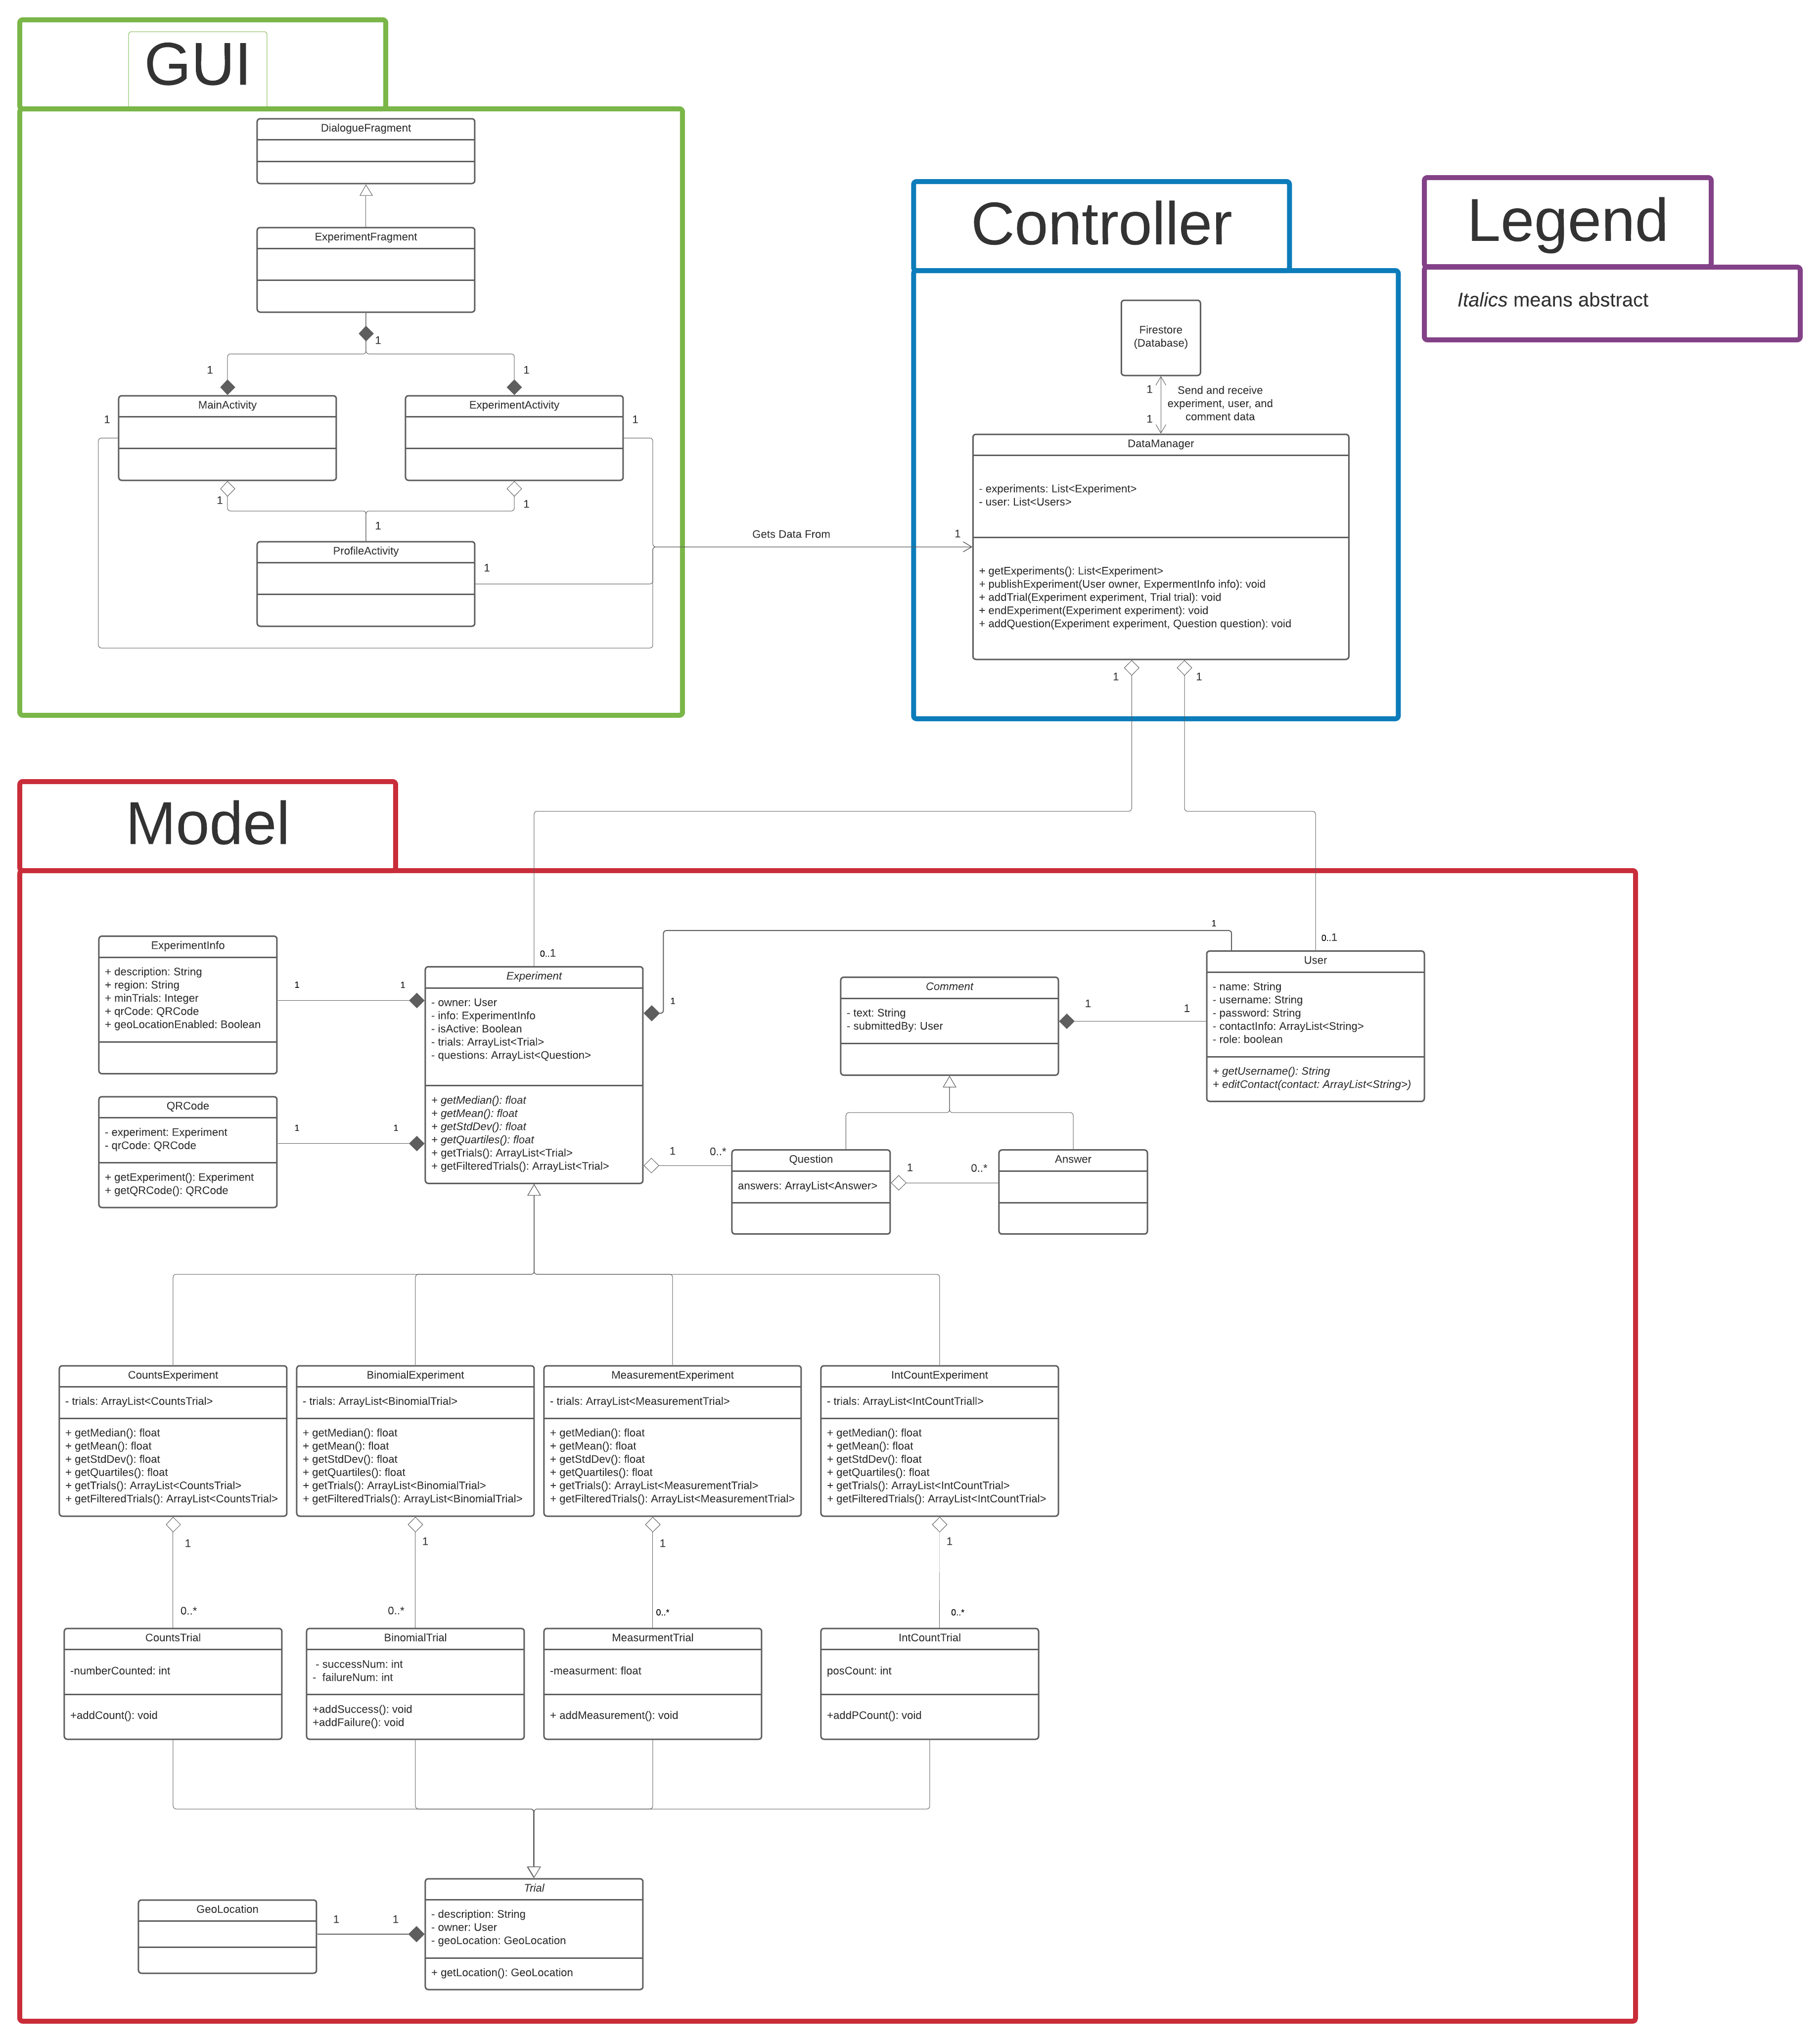 GUI
DialogueFragment
ExperimentFragment
1
1
1
MainActivity
ExperimentActivity
1
1
1
1
1
ProfileActivity
1
Gets Data From
1
Controller
Firestore
(Database)
1
Send and receive
experiment, user, and
comment data
1
DataManager
- experiments: List<Experiment>
- user: List<Users>
+ getExperiments(): List<Experiment>
+ publishExperiment(User owner, ExpermentInfo info): void
+ addTrial(Experiment experiment, Trial trial): void
+ endExperiment(Experiment experiment): void
+ addQuestion(Experiment experiment, Question question): void
1
1
Legend
Italics means abstract
Model
0..1
1
0..1
ExperimentInfo
+ description: String
+ region: String
+ minTrials: Integer
+ qrCode: QRCode
+ geoLocationEnabled: Boolean
1
1
QRCode
- experiment: Experiment
- qrCode: QRCode
+ getExperiment(): Experiment
+ getQRCode(): QRCode
1
1
Experiment
- owner: User
- info: ExperimentInfo
- isActive: Boolean
- trials: ArrayList<Trial>
- questions: ArrayList<Question>
+ getMedian(): float
+ getMean(): float
+ getStdDev(): float
+ getQuartiles(): float
+ getTrials(): ArrayList<Trial>
+ getFilteredTrials(): ArrayList<Trial>
1
1
0..*
Comment
- text: String
- submittedBy: User
1
1
User
- name: String
- username: String
- password: String
- contactInfo: ArrayList<String>
- role: boolean
+ getUsername(): String
+ editContact(contact: ArrayList<String>)
Question
answers: ArrayList<Answer>
1
0..*
Answer
CountsExperiment
- trials: ArrayList<CountsTrial>
+ getMedian(): float
+ getMean(): float
+ getStdDev(): float
+ getQuartiles(): float
+ getTrials(): ArrayList<CountsTrial>
+ getFilteredTrials(): ArrayList<CountsTrial>
BinomialExperiment
- trials: ArrayList<BinomialTrial>
+ getMedian(): float
+ getMean(): float
+ getStdDev(): float
+ getQuartiles(): float
+ getTrials(): ArrayList<BinomialTrial>
+ getFilteredTrials(): ArrayList<BinomialTrial>
MeasurementExperiment
- trials: ArrayList<MeasurementTrial>
+ getMedian(): float
+ getMean(): float
+ getStdDev(): float
+ getQuartiles(): float
+ getTrials(): ArrayList<MeasurementTrial>
+ getFilteredTrials(): ArrayList<MeasurementTrial>
IntCountExperiment
- trials: ArrayList<IntCountTriall>
+ getMedian(): float
+ getMean(): float
+ getStdDev(): float
+ getQuartiles(): float
+ getTrials(): ArrayList<IntCountTrial>
+ getFilteredTrials(): ArrayList<IntCountTrial>
1
1
1
1
0..*
0..*
0..*
0..*
CountsTrial
-numberCounted: int
+addCount(): void
BinomialTrial
- successNum: int
- failureNum: int
+addSuccess(): void
+addFailure(): void
MeasurmentTrial
-measurment: float
+ addMeasurement(): void
IntCountTrial
posCount: int
+addPCount(): void
GeoLocation
1
1
Trial
- description: String
- owner: User
- geoLocation: GeoLocation
+ getLocation(): GeoLocation